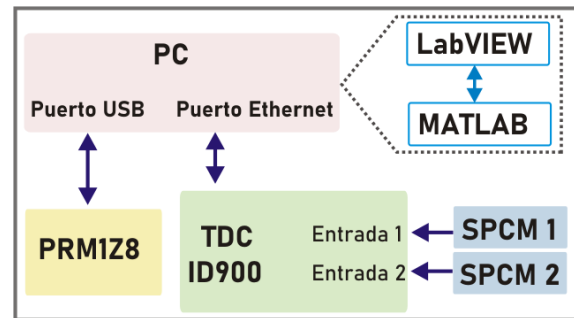 PC
Puerto USB
Puerto Ethernet
LabVIEW
MATLAB
PRM1Z8
TDC
ID900
Entrada 1
Entrada 2
SPCM 1
SPCM 2